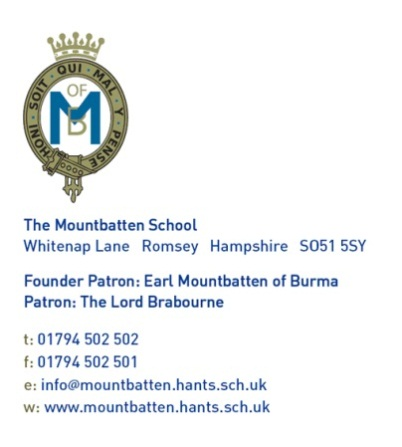 HONI · SOIT · QUI · MAL · Y · PENSE
OF
M
B
The Mountbatten School
Whitenap Lane Romsey Hampshire SO51 5SY
Founder Patron: Earl Mountbatten of Burma
Patron: The Lord Brabourne
t: 01794 502 502
f: 01794 502 501
e: info@mountbatten.hants.sch.uk
w: www.mountbatten.hants.sch.uk